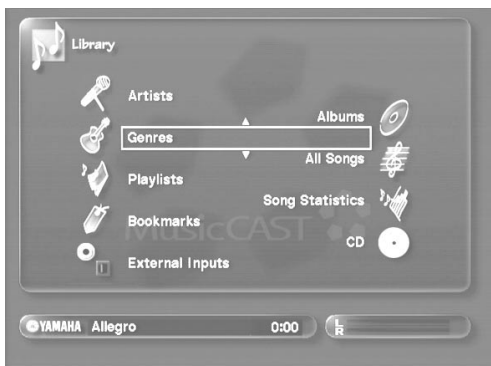 Library
Artists
Albums
Genres
All Songs
Playlists
Song Statistics
Bookmarks
MusicCAST
CD
External Inputs
YAMAHA Allegro 0:00 L
R